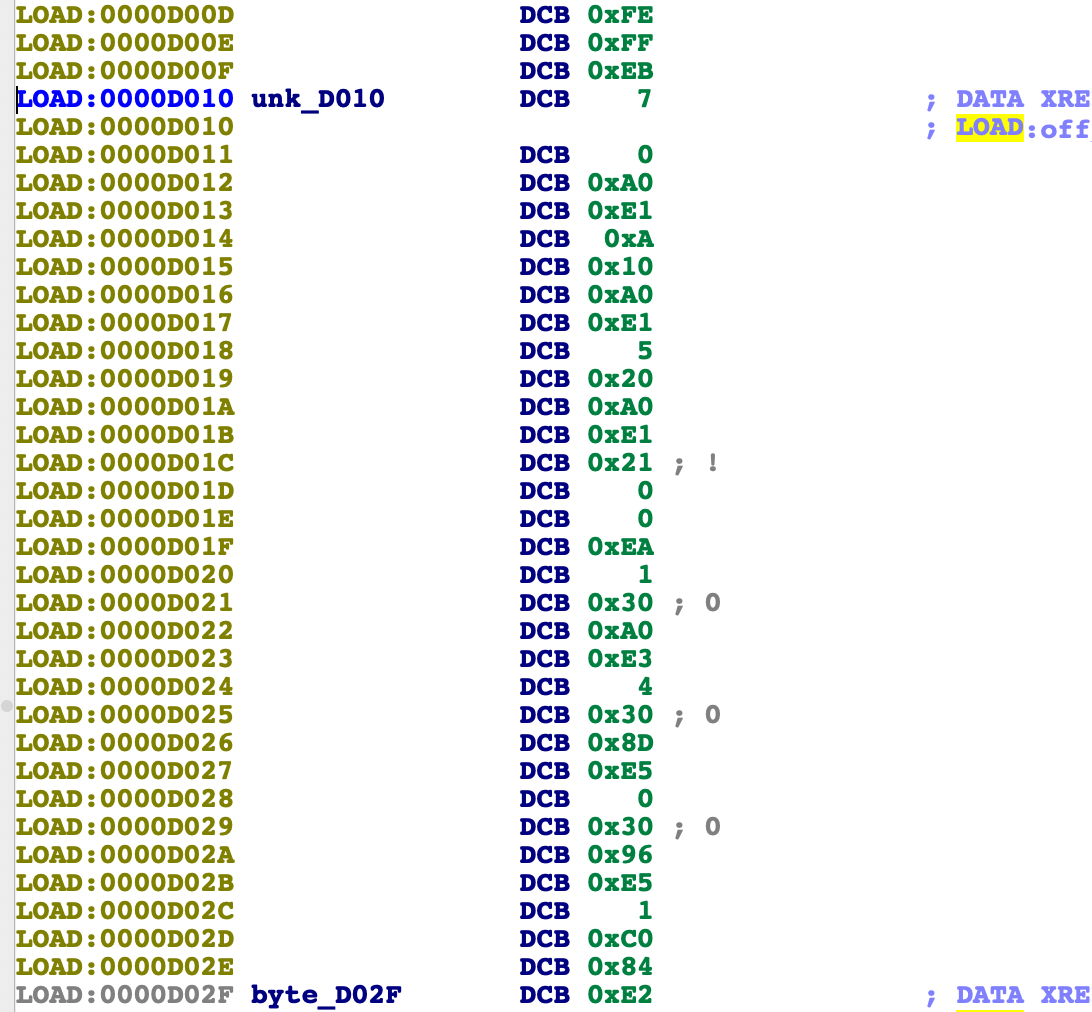 LOAD:0000D00D DCB 0xFE
LOAD:0000D00E DCB 0xFF
LOAD:0000D00F DCB 0xEB
LOAD:0000D010 unk_D010 DCB 7 ; DATA XRE
LOAD:0000D010 ; LOAD:off
LOAD:0000D011 DCB 0
LOAD:0000D012 DCB 0xA0
LOAD:0000D013 DCB 0xE1
LOAD:0000D014 DCB 0xA
LOAD:0000D015 DCB 0x10
LOAD:0000D016 DCB 0xA0
LOAD:0000D017 DCB 0xE1
LOAD:0000D018 DCB 5
LOAD:0000D019 DCB 0x20
LOAD:0000D01A DCB 0xA0
LOAD:0000D01B DCB 0xE1
LOAD:0000D01C DCB 0x21 ; !
LOAD:0000D01D DCB 0
LOAD:0000D01E DCB 0
LOAD:0000D01F DCB 0xEA
LOAD:0000D020 DCB 1
LOAD:0000D021 DCB 0x30 ; 0
LOAD:0000D022 DCB 0xA0
LOAD:0000D023 DCB 0xE3
LOAD:0000D024 DCB 4
LOAD:0000D025 DCB 0x30 ; 0
LOAD:0000D026 DCB 0x8D
LOAD:0000D027 DCB 0xE5
LOAD:0000D028 DCB 0
LOAD:0000D029 DCB 0x30 ; 0
LOAD:0000D02A DCB 0x96
LOAD:0000D02B DCB 0xE5
LOAD:0000D02C DCB 1
LOAD:0000D02D DCB 0xC0
LOAD:0000D02E DCB 0x84
LOAD:0000D02F byte_D02F DCB 0xE2 ; DATA XRE